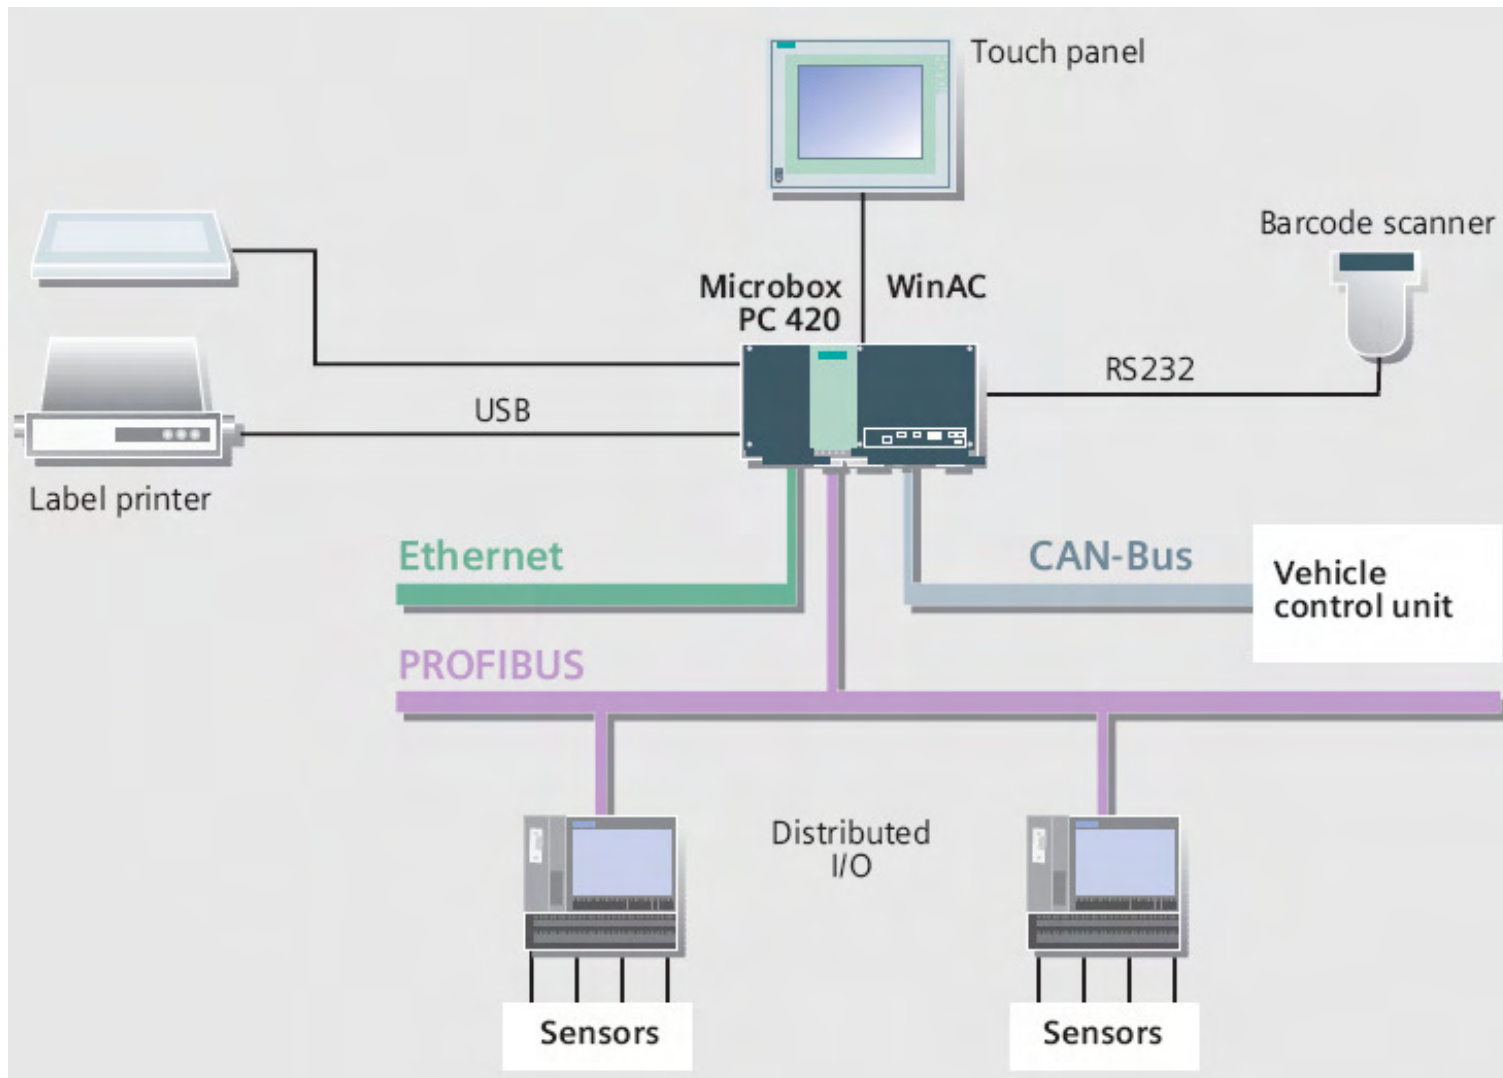 Touch panel
Barcode scanner
Microbox
PC 420
WinAC
RS232
USB
Label printer
Ethernet
CAN-Bus
Vehicle
control unit
PROFIBUS
Distributed
I/O
Sensors
Sensors